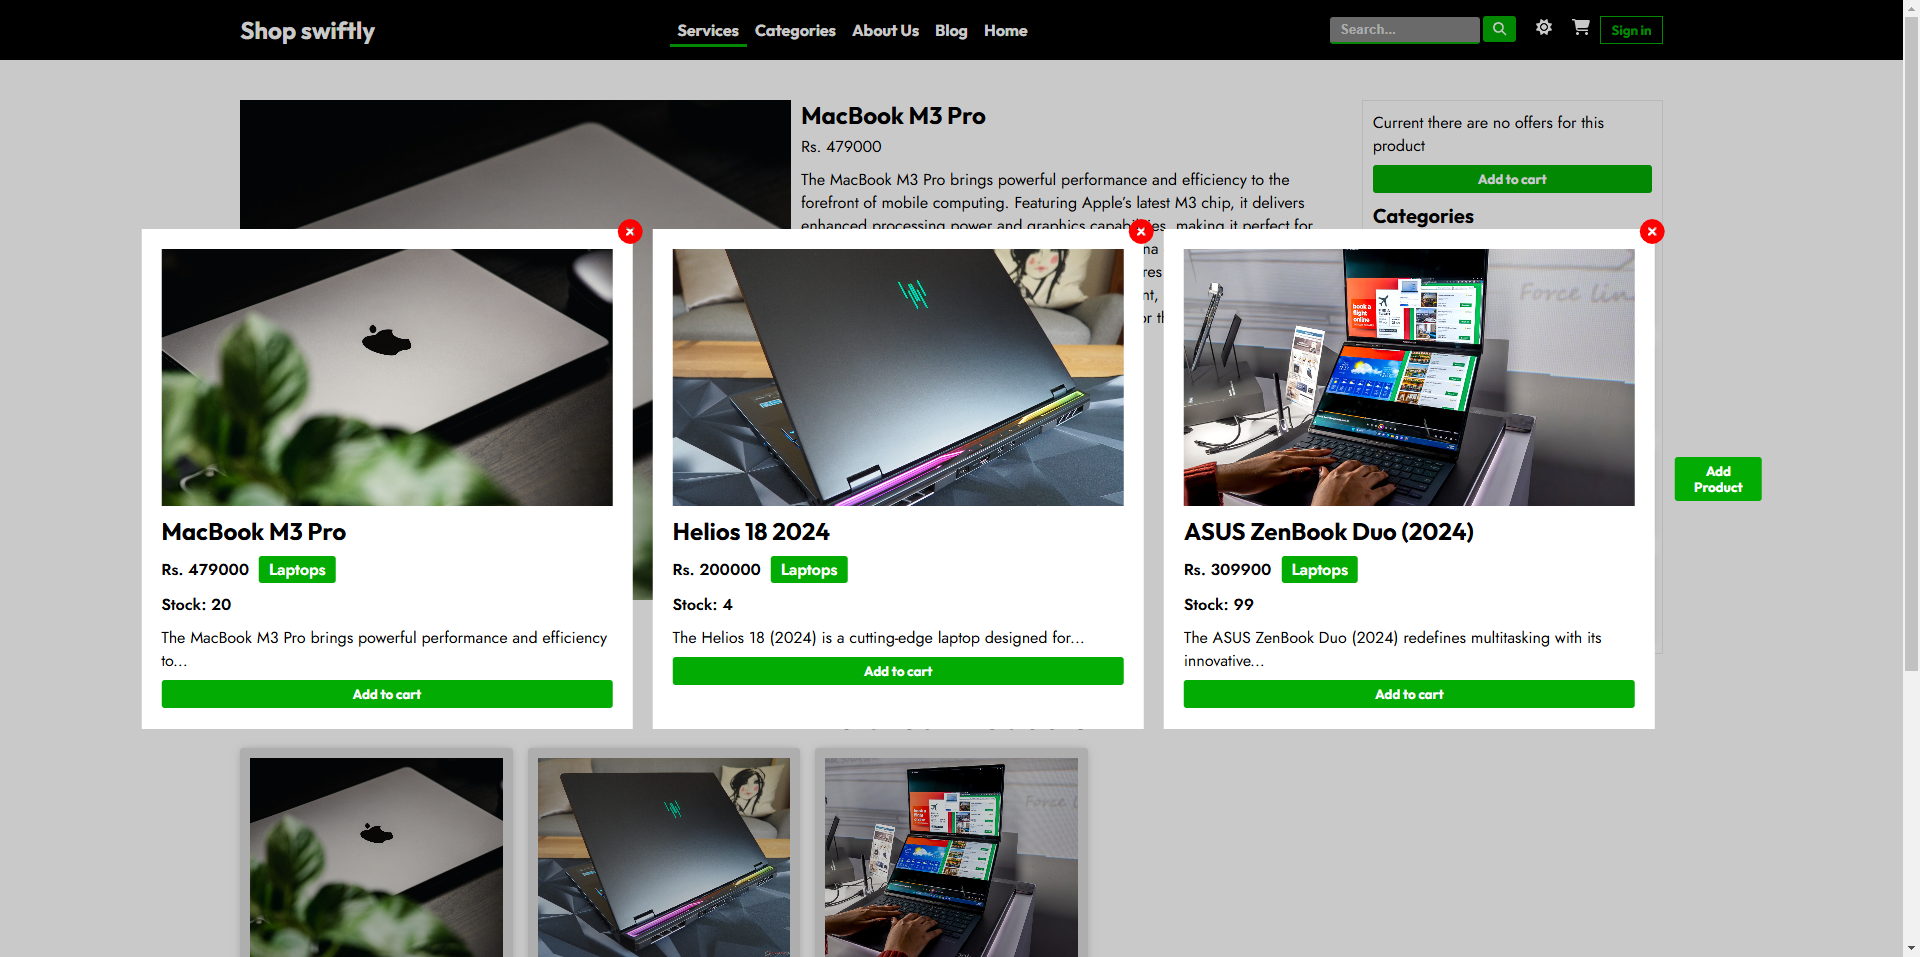 Shop swiftly
Services
Categories
About Us
Blog
Home
Search...
Sign in
MacBook M3 Pro
Rs. 479000
The MacBook M3 Pro brings powerful performance and efficiency to the
forefront of mobile computing. Featuring Apple's latest M3 chip, it delivers
enhanced processing power and graphics capab es, making it perfect for
Current there are no offers for this
product
Add to cart
Categories
MacBook M3 Pro
Rs. 479000 Laptops
Stock: 20
The MacBook M3 Pro brings powerful performance and efficiency
to...
Add to cart
Helios 18 2024
Rs. 200000 Laptops
Stock: 4
The Helios 18 (2024) is a cutting-edge laptop designed for...
Add to cart
book a
flight
online
Force lin
ASUS ZenBook Duo (2024)
Rs. 309900 Laptops
Stock: 99
The ASUS ZenBook Duo (2024) redefines multitasking with its
innovative...
Add to cart
Add
Product